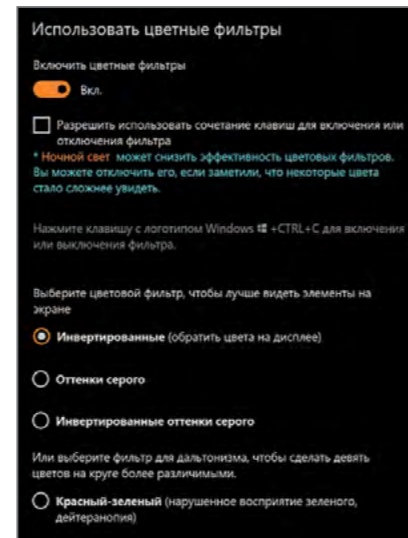 Использовать цветные фильтры
Включить цветные фильтры
Вкл.
Разрешить использовать сочетание клавиш для включения или
отключения фильтра
* Ночной свет может снизить эффективность цветовых фильтров.
Вы можете отключить его, если заметили, что некоторые цвета
стало сложнее увидеть.
Нажмите клавишу с логотипом Windows +CTRL+C для включения
или выключения фильтра.
Выберите цветовой фильтр, чтобы лучше видеть элементы на
экране
Инвертированные (обратить цвета на дисплее)
Оттенки серого
Инвертированные оттенки серого
Или выберите фильтр для дальтонизма, чтобы сделать девять
цветов на круге более различимыми.
Красный-зеленый (нарушенное восприятие зеленого,
дейтеранопия)